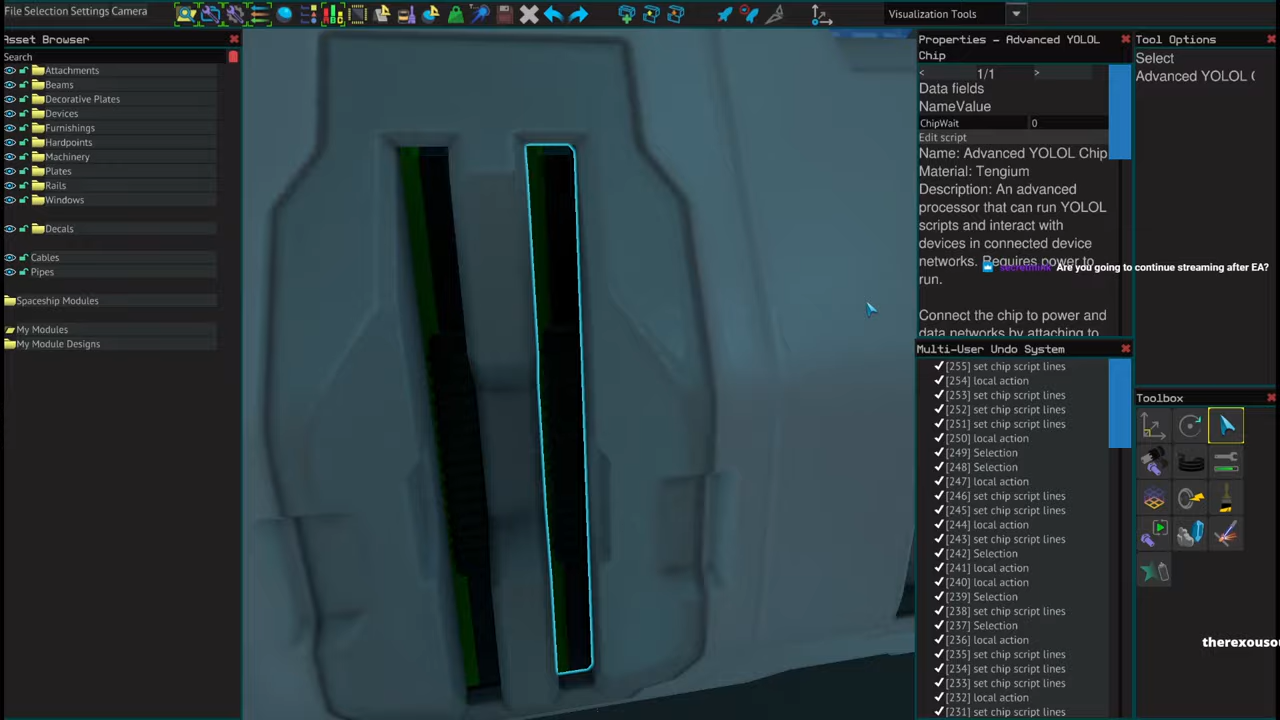 File Selection Settings Camera
Visualization Tools
Asset Browser
Search
Attachments
Beams
Decorative Plates
Devices
Furnishings
Hardpoints
Machinery
Plates
Rails
Windows
Decals
Cables
Pipes
Spaceship Modules
My Modules
My Module Designs
Properties - Advanced YOLOL
Chip
< 1/1 >
Data fields
NameValue
ChipWait 0
Edit script
Name: Advanced YOLOL Chip
Material: Tengium
Description: An advanced
processor that can run YOLOL
scripts and interact with
devices in connected device
networks. Requires power to
run.
Connect the chip to power and
data networks by attaching to
Are you going to continue streaming after EA?
Multi-User Undo System
[255] set chip script lines
[254] local action
[253] set chip script lines
[252] set chip script lines
[251] set chip script lines
[250] local action
[249] Selection
[248] Selection
[247] local action
[246] set chip script lines
[245] set chip script lines
[244] local action
[243] set chip script lines
[242] Selection
[241] local action
[240] local action
[239] Selection
[238] set chip script lines
[237] Selection
[236] local action
[235] set chip script lines
[234] set chip script lines
[233] set chip script lines
[232] local action
[231] set chip script lines
Tool Options
Select
Advanced YOLOL (
Toolbox
therexouso